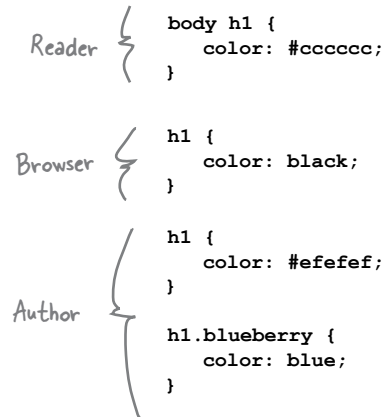 Reader
body h1 {
color: #cccccc;
}
Browser
h1 {
color: black;
}
Author
h1 {
color: #efefef;
}
h1.blueberry {
color: blue;
}